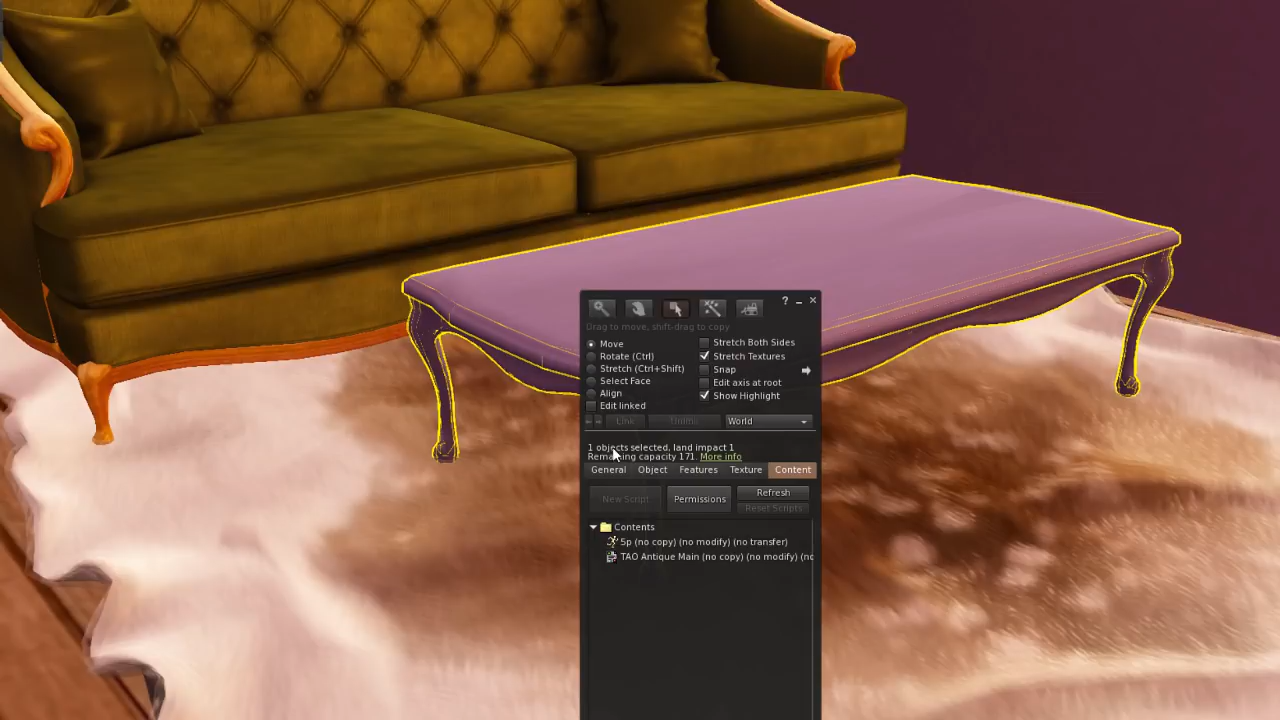 ?
Drag to move, shift-drag to copy
Move
Rotate (Ctrl)
Stretch (Ctrl+Shift)
Select Face
Align
Edit linked
Stretch Both Sides
Stretch Textures
Snap
Edit axis at root
Show Highlight
Link
Unlink
World
1 objects selected, land impact 1
Remaining capacity 171. More info
General Object Features Texture Content
New Script Permissions Refresh
Reset Scripts
Contents
5p (no copy) (no modify) (no transfer)
TAO Antique Main (no copy) (no modify) (nc